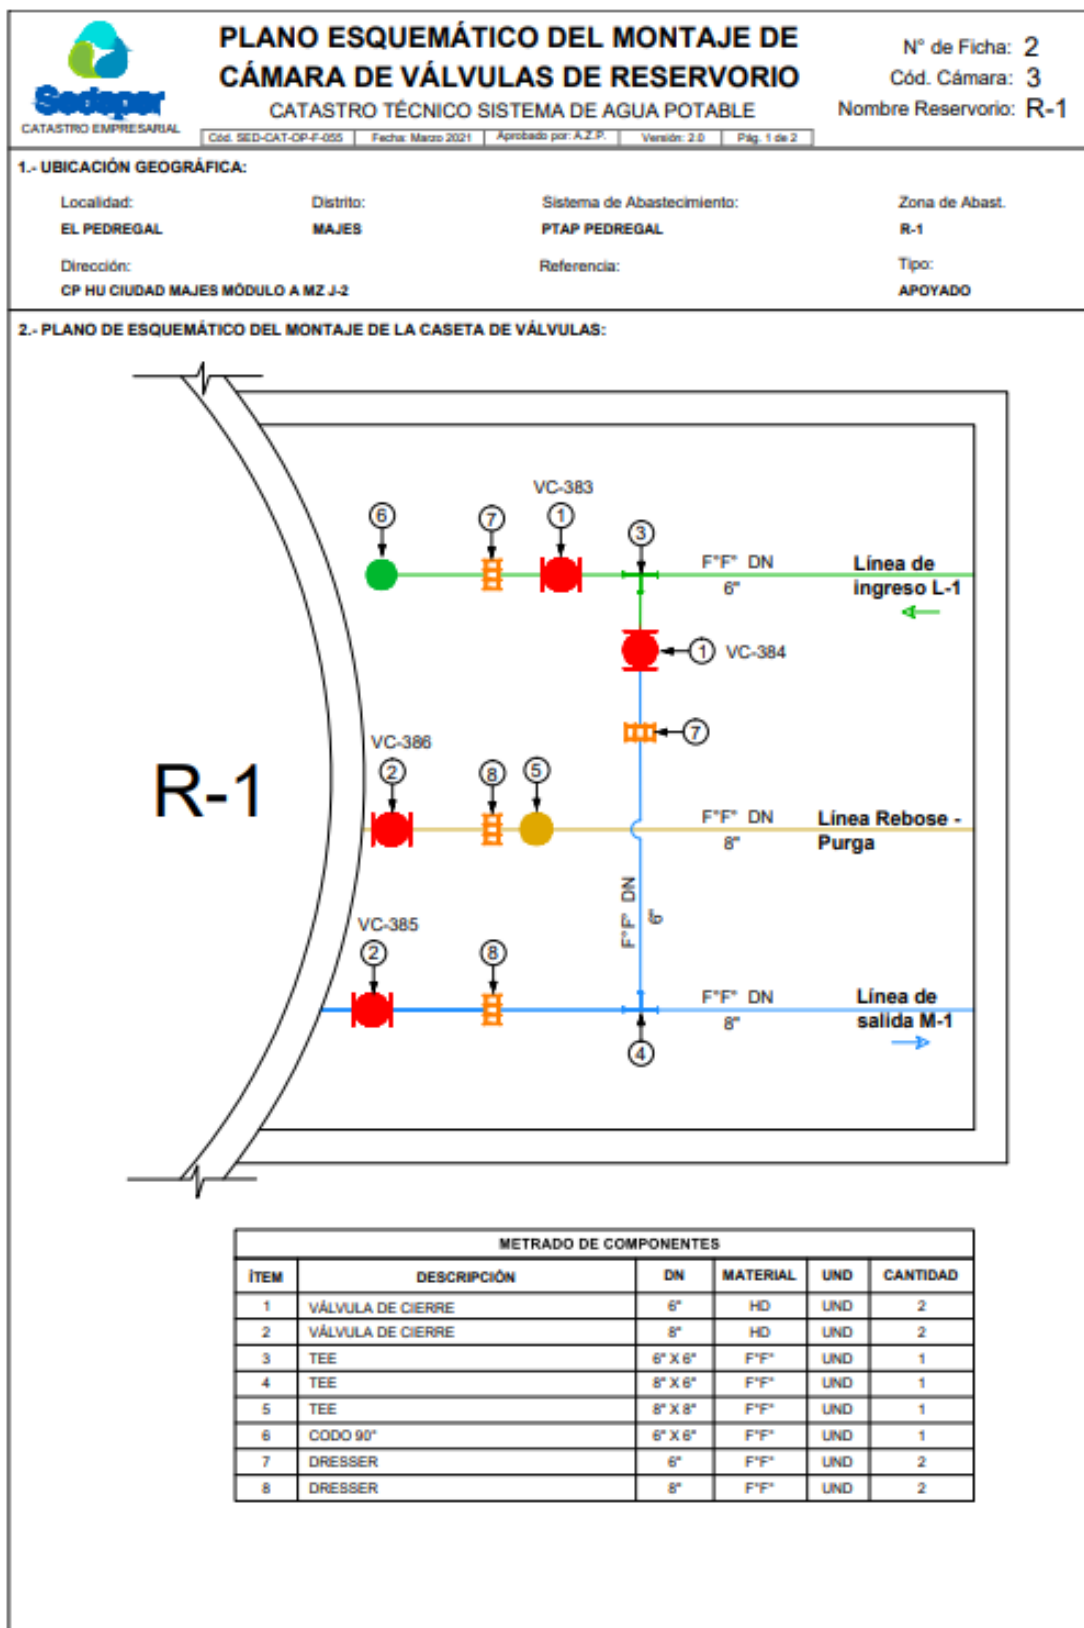 Sedapar
CATASTRO EMPRESARIAL
PLANO ESQUEMÁTICO DEL MONTAJE DE
CÁMARA DE VÁLVULAS DE RESERVORIO
CATASTRO TÉCNICO SISTEMA DE AGUA POTABLE
Cód. SED-CAT-OP-F-055 Fecha: Marzo 2021 Aprobado por: A.Z.P. Versión: 2.0 Pág. 1 de 2
N° de Ficha: 2
Cód. Cámara: 3
Nombre Reservorio: R-1
1.- UBICACIÓN GEOGRÁFICA:
Localidad: Distrito: Sistema de Abastecimiento: Zona de Abast.
EL PEDREGAL MAJES PTAP PEDREGAL R-1
Dirección: Referencia: Tipo:
CP HU CIUDAD MAJES MÓDULO A MZ J-2 APOYADO
2.- PLANO DE ESQUEMÁTICO DEL MONTAJE DE LA CASETA DE VÁLVULAS:
VC-383
6 7 1 3
F°F° DN
6"
Línea de
ingreso L-1
1 VC-384
7
VC-386
2 8 5
R-1
F°F° DN
8"
Línea Rebose -
Purga
F°F° DN
6"
VC-385
2 8
F°F° DN
8"
Línea de
salida M-1
4
METRADO DE COMPONENTES
ÍTEM DESCRIPCIÓN DN MATERIAL UND CANTIDAD
1 VÁLVULA DE CIERRE 6" HD UND 2
2 VÁLVULA DE CIERRE 8" HD UND 2
3 TEE 6" X 6" F°F° UND 1
4 TEE 8" X 6" F°F° UND 1
5 TEE 8" X 8" F°F° UND 1
6 CODO 90° 6" X 6" F°F° UND 1
7 DRESSER 6" F°F° UND 2
8 DRESSER 8" F°F° UND 2